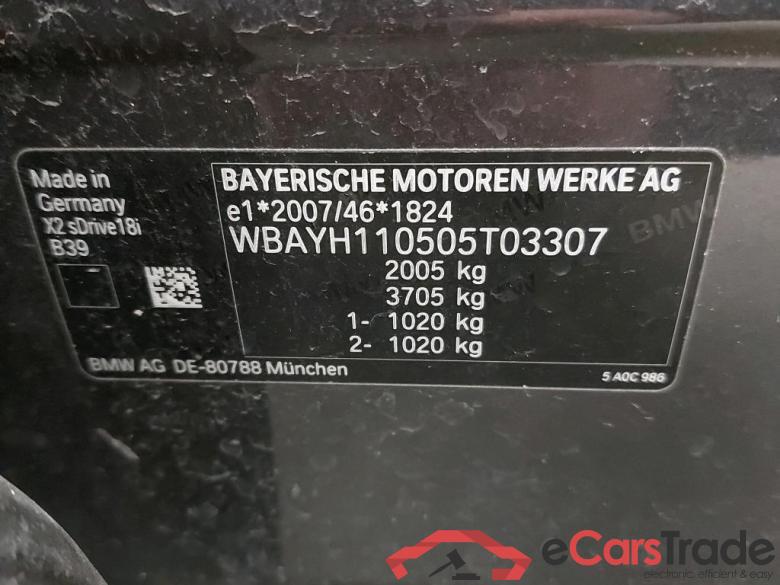 Made in
Germany
X2 sDrive18i
B39
BAYERISCHE MOTOREN WERKE AG
e1*2007/46*1824
WBAYH110505T03307
2005 kg
3705 kg
1- 1020 kg
2- 1020 kg
BMW AG DE-80788 München
5 A0C 986
eCarsTrade
electronic, efficient & easy